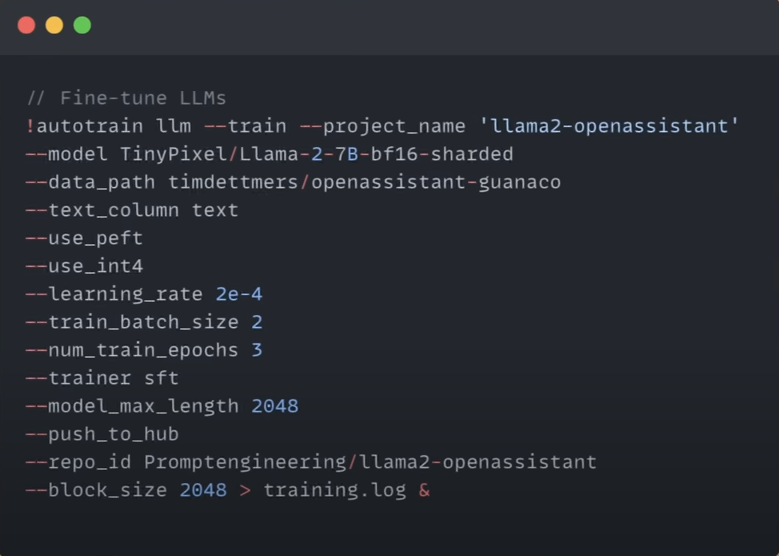 // Fine-tune LLMs
!autotrain llm --train --project_name 'llama2-openassistant'
--model TinyPixel/Llama-2-7B-bf16-sharded
--data_path timdettmers/openassistant-guanaco
--text_column text
--use_peft
--use_int4
--learning_rate 2e-4
--train_batch_size 2
--num_train_epochs 3
--trainer sft
--model_max_length 2048
--push_to_hub
--repo_id Promptengineering/llama2-openassistant
--block_size 2048 > training.log &